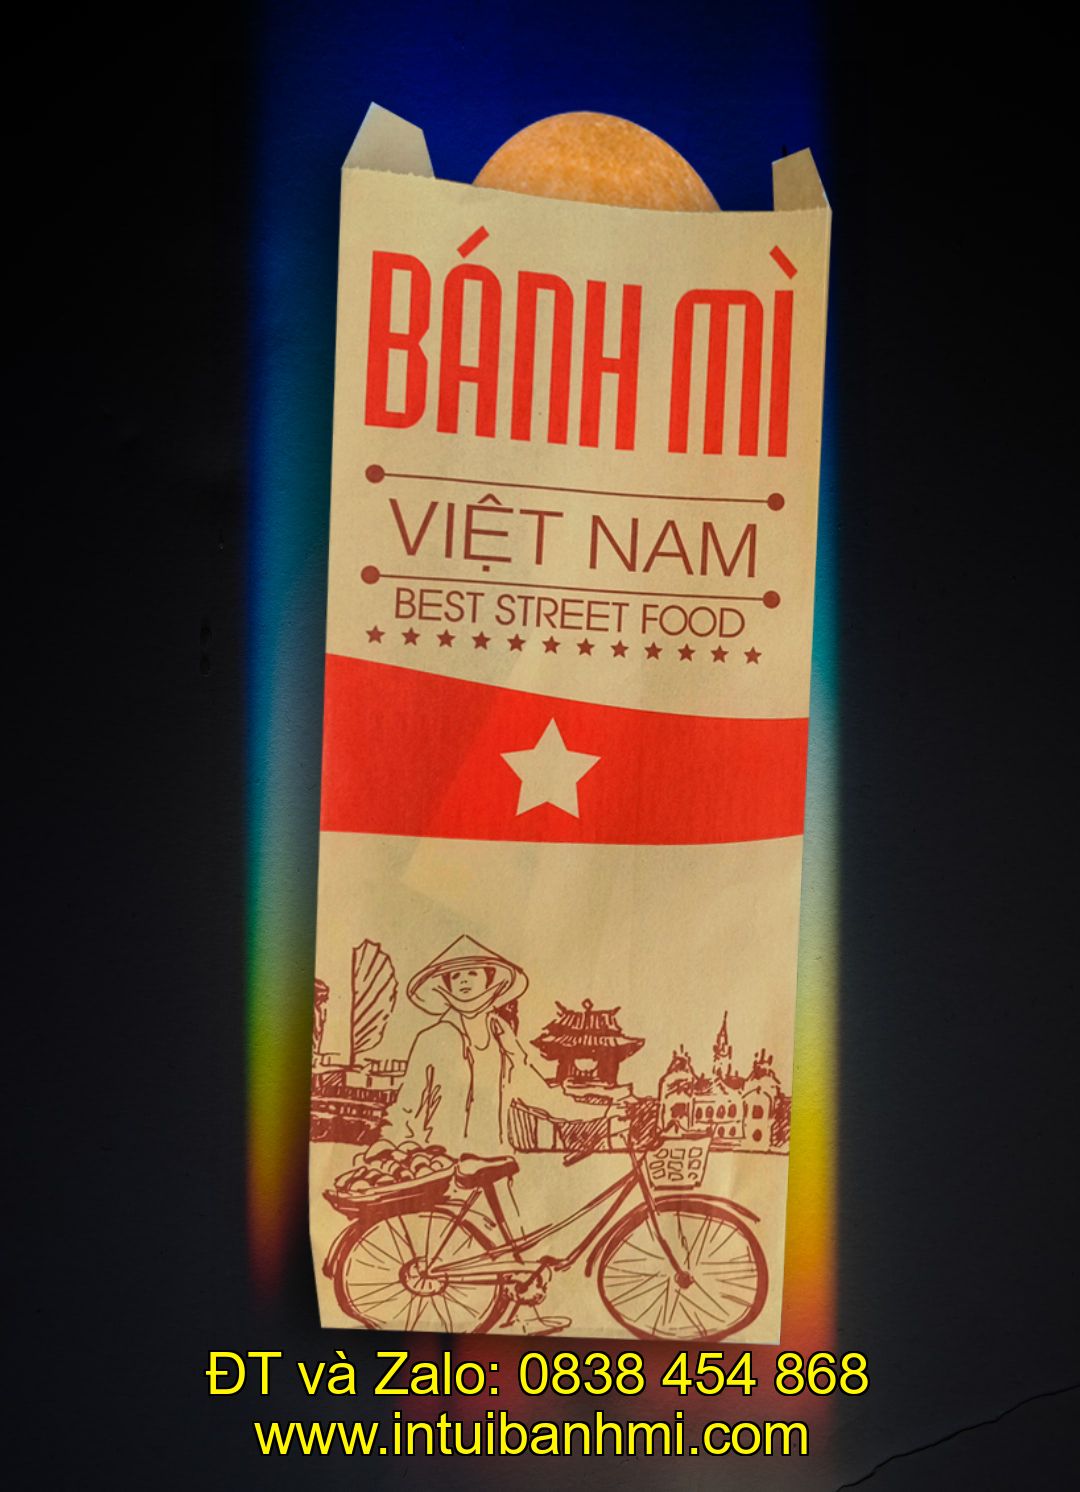 BÁNH MÌ
VIỆT NAM
BEST STREET FOOD
ĐT và Zalo: 0838 454 868
www.intuibanhmi.com